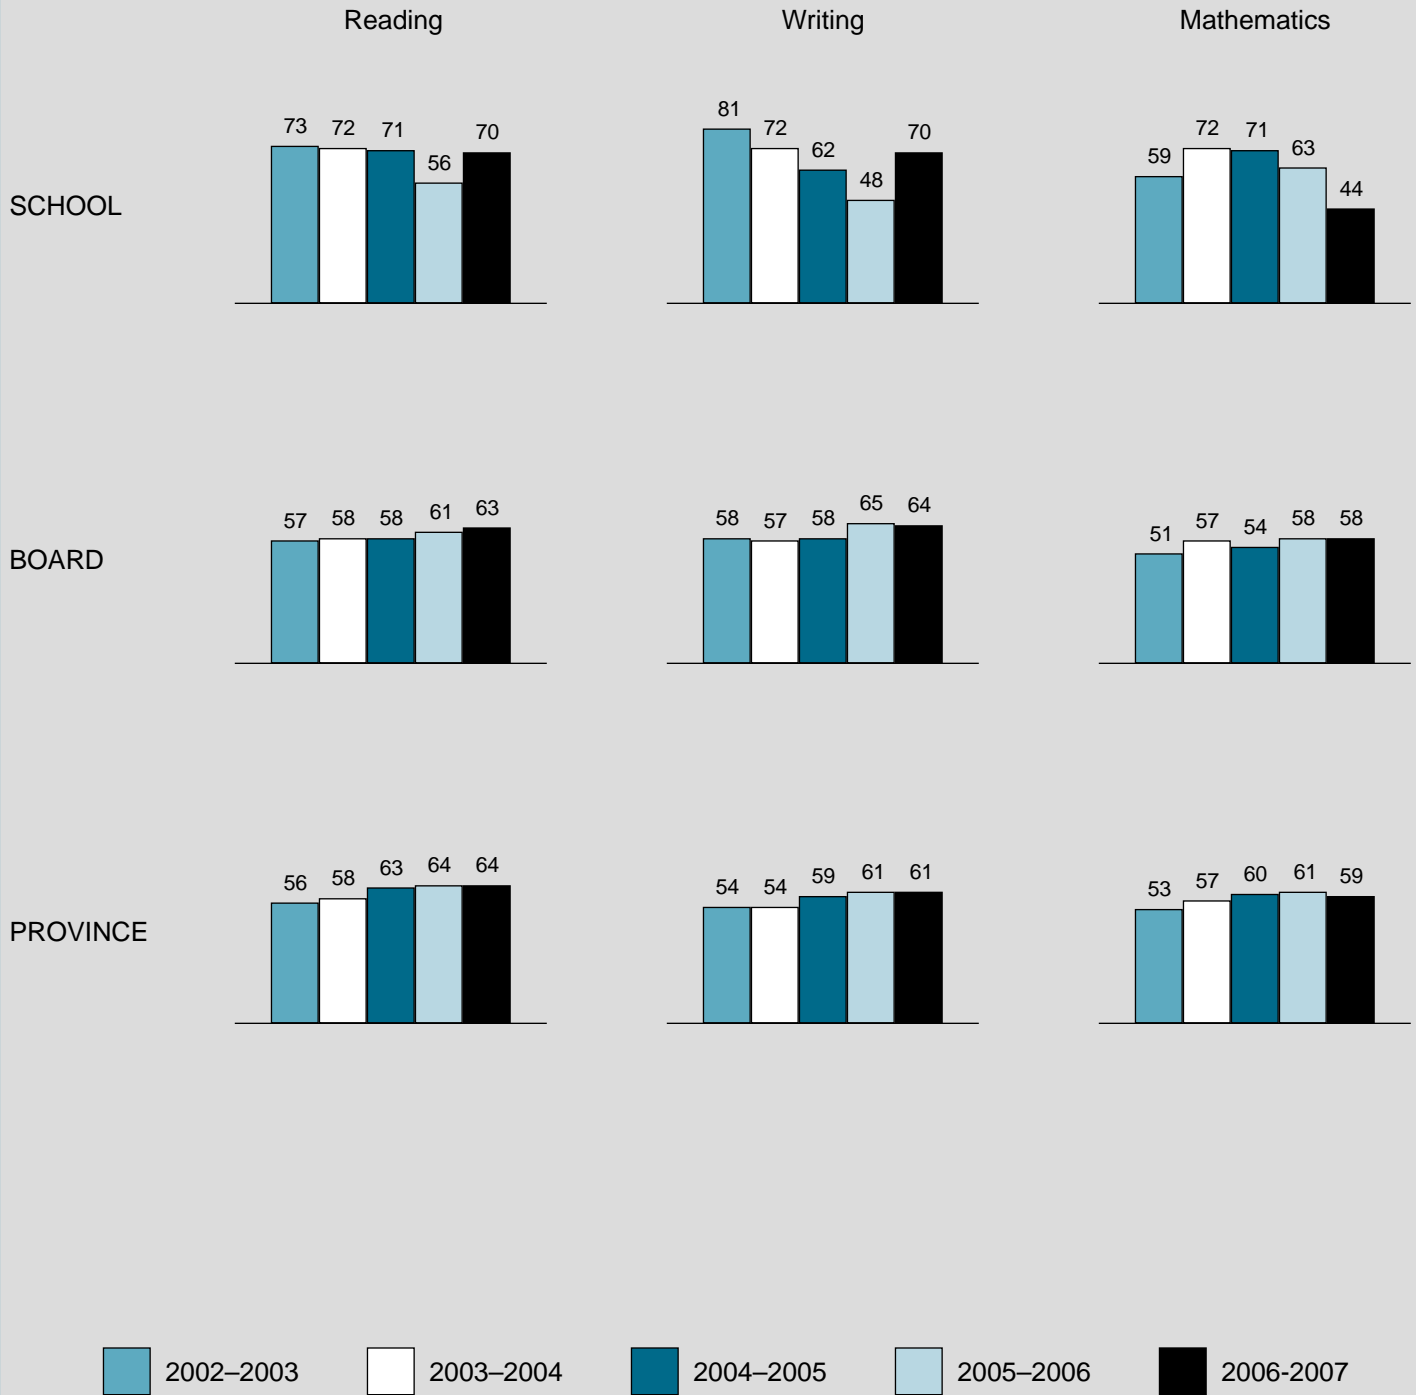 Reading Writing Mathematics
SCHOOL
73 72 71 56 70
81 72 62 48 70
59 72 71 63 44
BOARD
57 58 58 61 63
58 57 58 65 64
51 57 54 58 58
PROVINCE
56 58 63 64 64
54 54 59 61 61
53 57 60 61 59
2002–2003 2003–2004 2004–2005 2005–2006 2006-2007